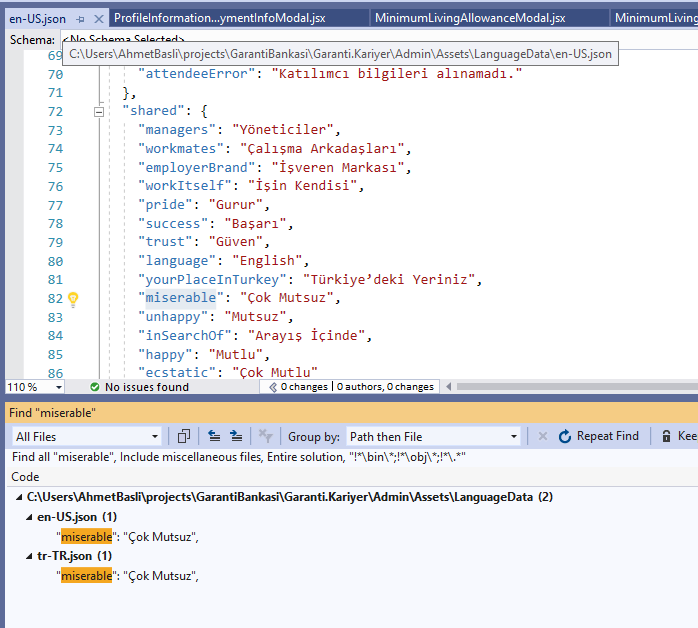 en-US.json
ProfileInformation...ymentInfoModal.jsx
MinimumLivingAllowanceModal.jsx
MinimumLiving
Schema: <No Schema Selected>
C:\Users\AhmetBasli\projects\GarantiBankasi\Garanti.Kariyer\Admin\Assets\LanguageData\en-US.json
69
70 "attendeeError": "Katılımcı bilgileri alınamadı."
71 },
72 "shared": {
73 "managers": "Yöneticiler",
74 "workmates": "Çalışma Arkadaşları",
75 "employerBrand": "İşveren Markası",
76 "workItself": "İşin Kendisi",
77 "pride": "Gurur",
78 "success": "Başarı",
79 "trust": "Güven",
80 "language": "English",
81 "yourPlaceInTurkey": "Türkiye’deki Yeriniz",
82 "miserable": "Çok Mutsuz",
83 "unhappy": "Mutsuz",
84 "inSearchOf": "Arayış İçinde",
85 "happy": "Mutlu",
86 "ecstatic": "Çok Mutlu"
110 % No issues found 0 changes | 0 authors, 0 changes
Find "miserable"
All Files Group by: Path then File Repeat Find Kee
Find all "miserable", Include miscellaneous files, Entire solution, "!*\bin\*;!*\obj\*;!*\.*"
Code
C:\Users\AhmetBasli\projects\GarantiBankasi\Garanti.Kariyer\Admin\Assets\LanguageData (2)
en-US.json (1)
"miserable": "Çok Mutsuz",
tr-TR.json (1)
"miserable": "Çok Mutsuz",